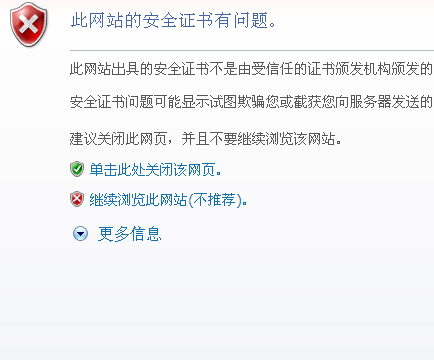 此网站的安全证书有问题。
此网站出具的安全证书不是由受信任的证书颁发机构颁发的
安全证书问题可能显示试图欺骗您或截获您向服务器发送的
建议关闭此网页，并且不要继续浏览该网站。
单击此处关闭该网页。
继续浏览此网站(不推荐)。
更多信息